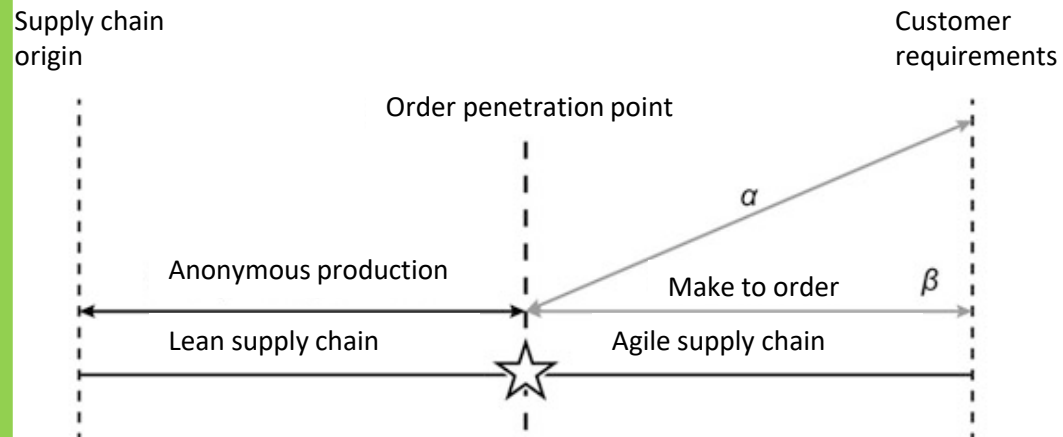 Supply chain
origin
Customer
requirements
Order penetration point
α
Anonymous production
Make to order
β
Lean supply chain
Agile supply chain